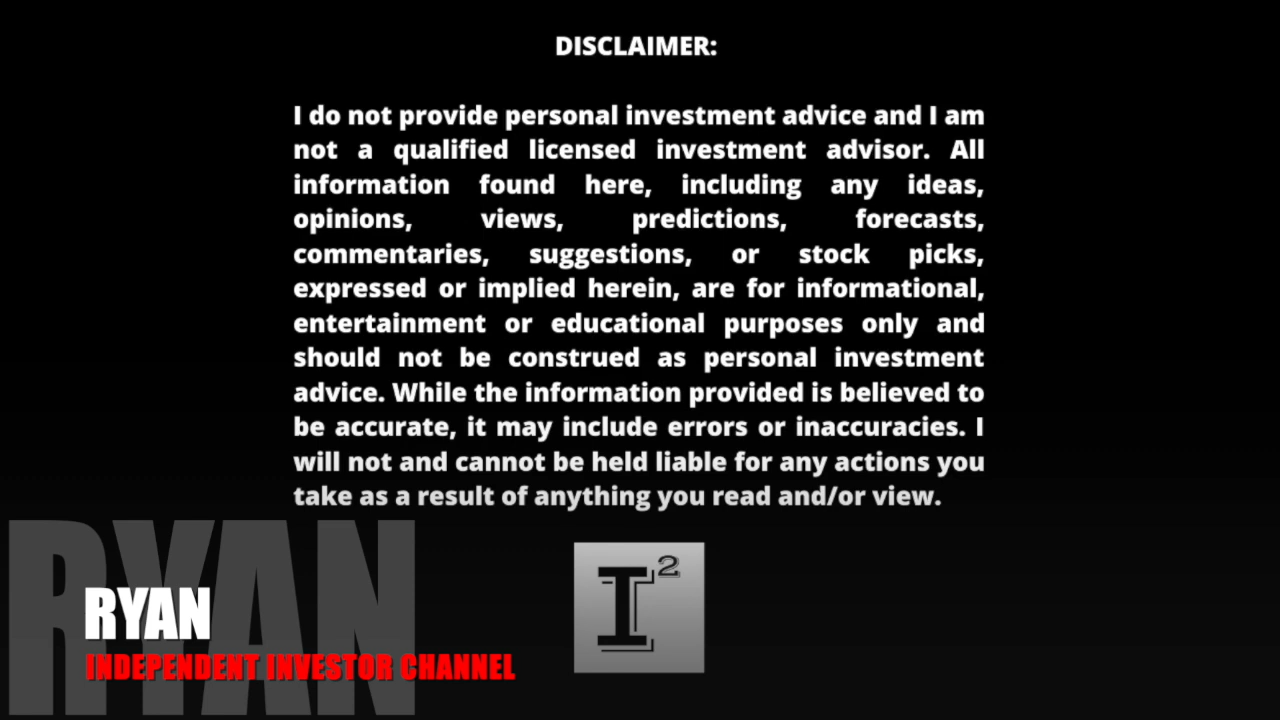 DISCLAIMER:
I do not provide personal investment advice and I am
not a qualified licensed investment advisor. All
information found here, including any ideas,
opinions, views, predictions, forecasts,
commentaries, suggestions, or stock picks,
expressed or implied herein, are for informational,
entertainment or educational purposes only and
should not be construed as personal investment
advice. While the information provided is believed to
be accurate, it may include errors or inaccuracies. I
will not and cannot be held liable for any actions you
take as a result of anything you read and/or view.
RYAN
RYAN
INDEPENDENT INVESTOR CHANNEL
I²